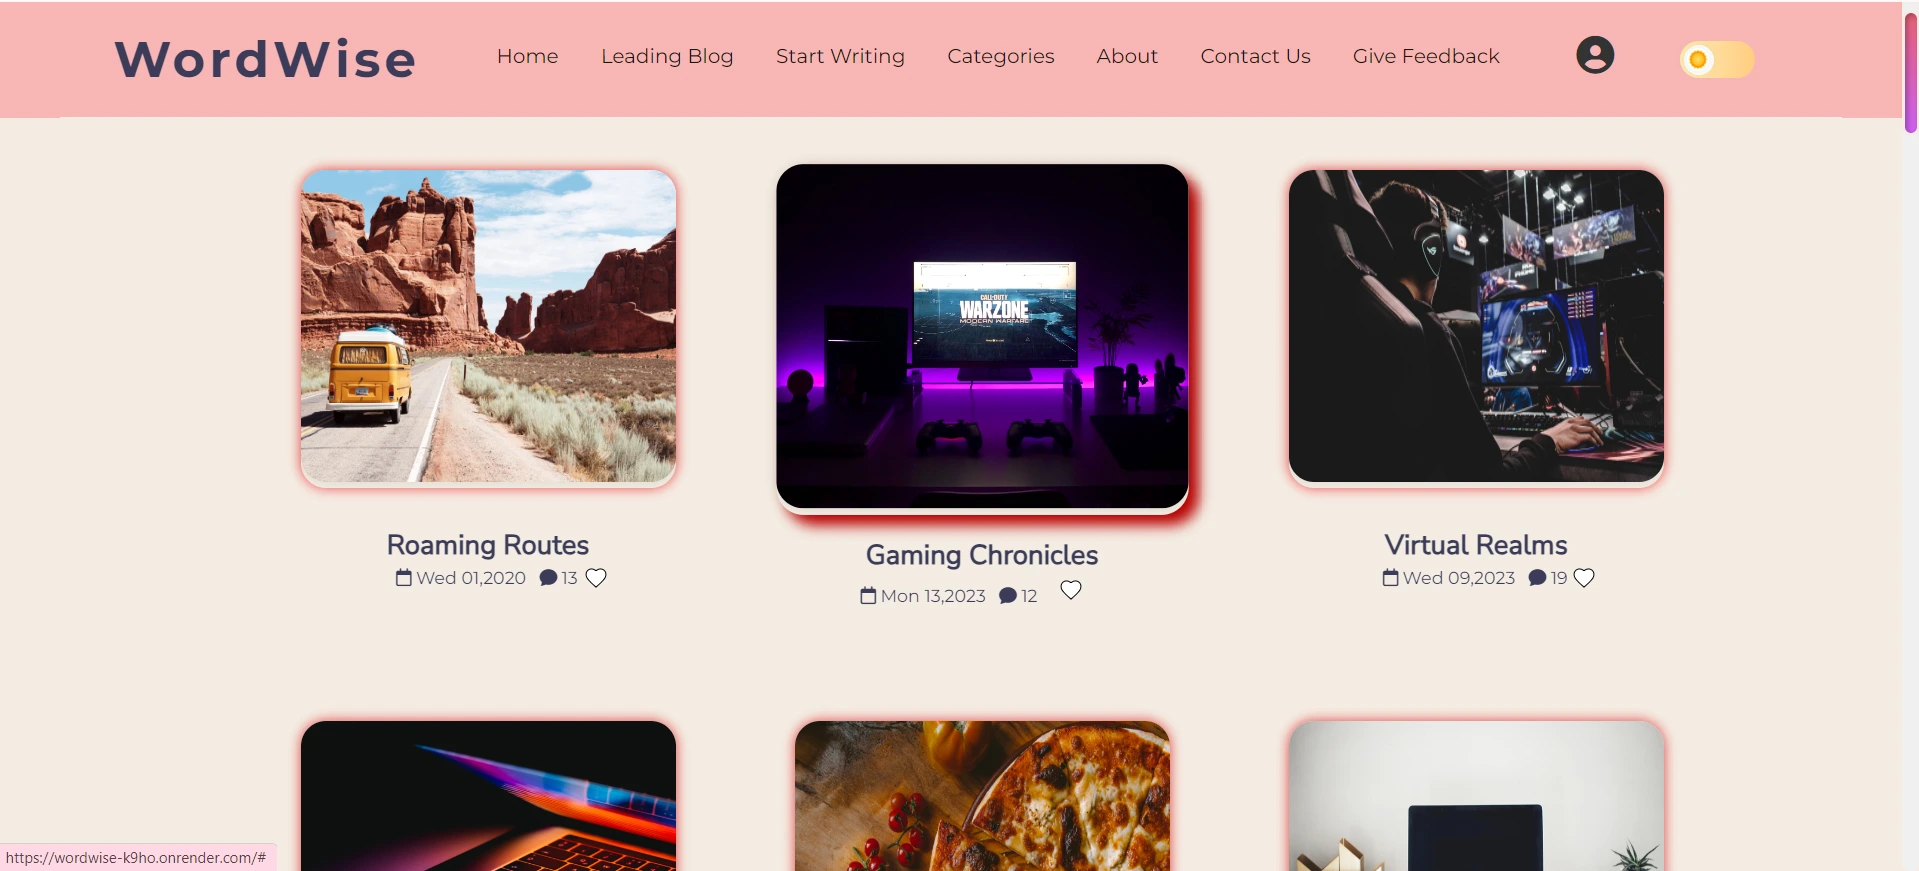 WordWise
Home Leading Blog Start Writing Categories About Contact Us Give Feedback
CALL OF DUTY
WARZONE
MODERN WARFARE
Roaming Routes
Wed 01,2020 13
Gaming Chronicles
Mon 13,2023 12
Virtual Realms
Wed 09,2023 19
https://wordwise-k9ho.onrender.com/#